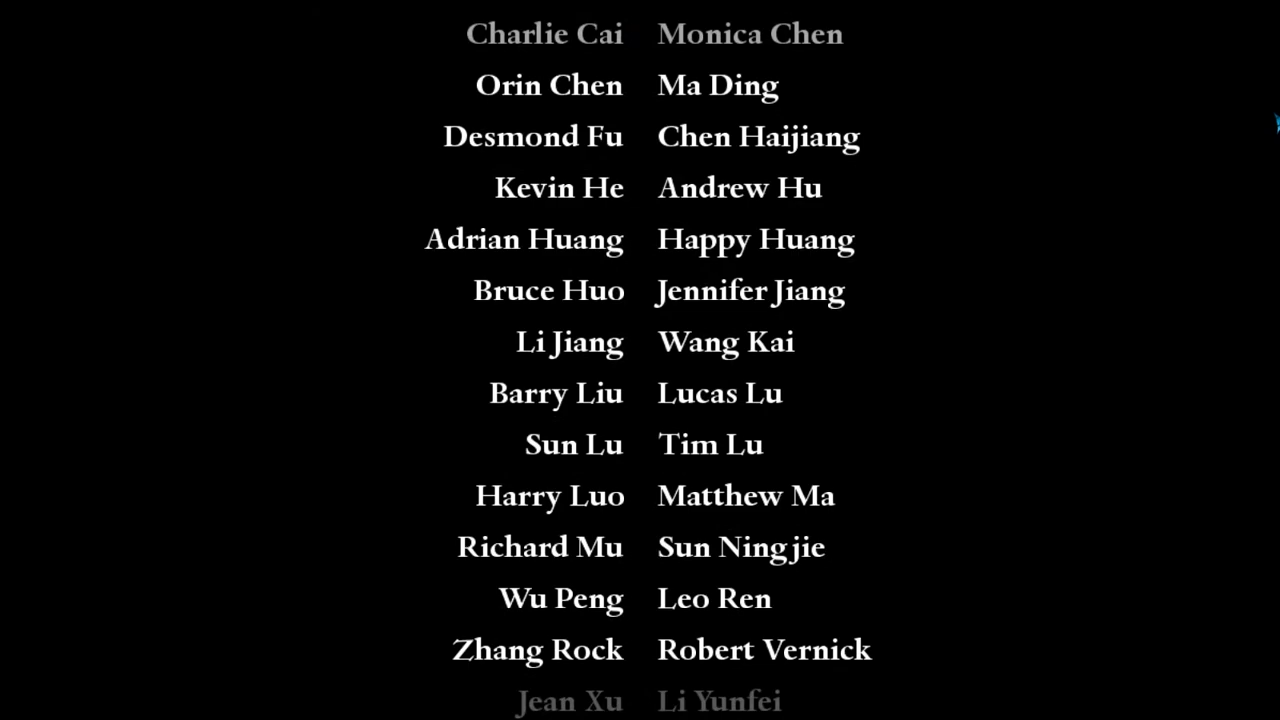 Charlie Cai Monica Chen
Orin Chen Ma Ding
Desmond Fu Chen Haijiang
Kevin He Andrew Hu
Adrian Huang Happy Huang
Bruce Huo Jennifer Jiang
Li Jiang Wang Kai
Barry Liu Lucas Lu
Sun Lu Tim Lu
Harry Luo Matthew Ma
Richard Mu Sun Ningjie
Wu Peng Leo Ren
Zhang Rock Robert Vernick
Jean Xu Li Yunfei